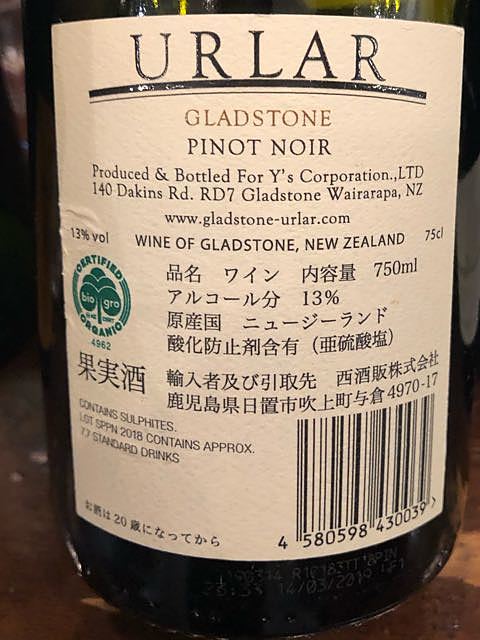 URLAR
GLADSTONE
PINOT NOIR
Produced & Bottled For Y's Corporation.,LTD
140 Dakins Rd. RD7 Gladstone Wairarapa, NZ
www.gladstone-urlar.com
13% vol WINE OF GLADSTONE, NEW ZEALAND 75cl
品名 ワイン 内容量 750ml
アルコール分 13%
原産国 ニュージーランド
酸化防止剤含有（亜硫酸塩）
CERTIFIED
bio gro
ORGANIC
4962
果実酒
輸入者及び引取先 西酒販株式会社
鹿児島県日置市吹上町与倉4970-17
CONTAINS SULPHITES.
LOT SPPN 2018 CONTAINS APPROX.
7.7 STANDARD DRINKS
お酒は20歳になってから
4 580598 430039 >
14/03/2019